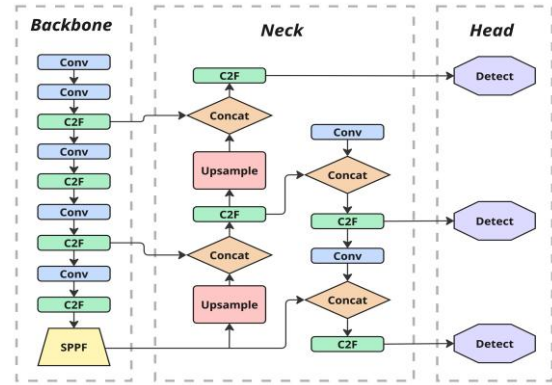 Backbone
Conv
Conv
C2F
Conv
C2F
Conv
C2F
Conv
C2F
SPPF
Neck
C2F
Concat
Upsample
C2F
Concat
Upsample
Conv
Concat
C2F
Conv
Concat
C2F
Head
Detect
Detect
Detect